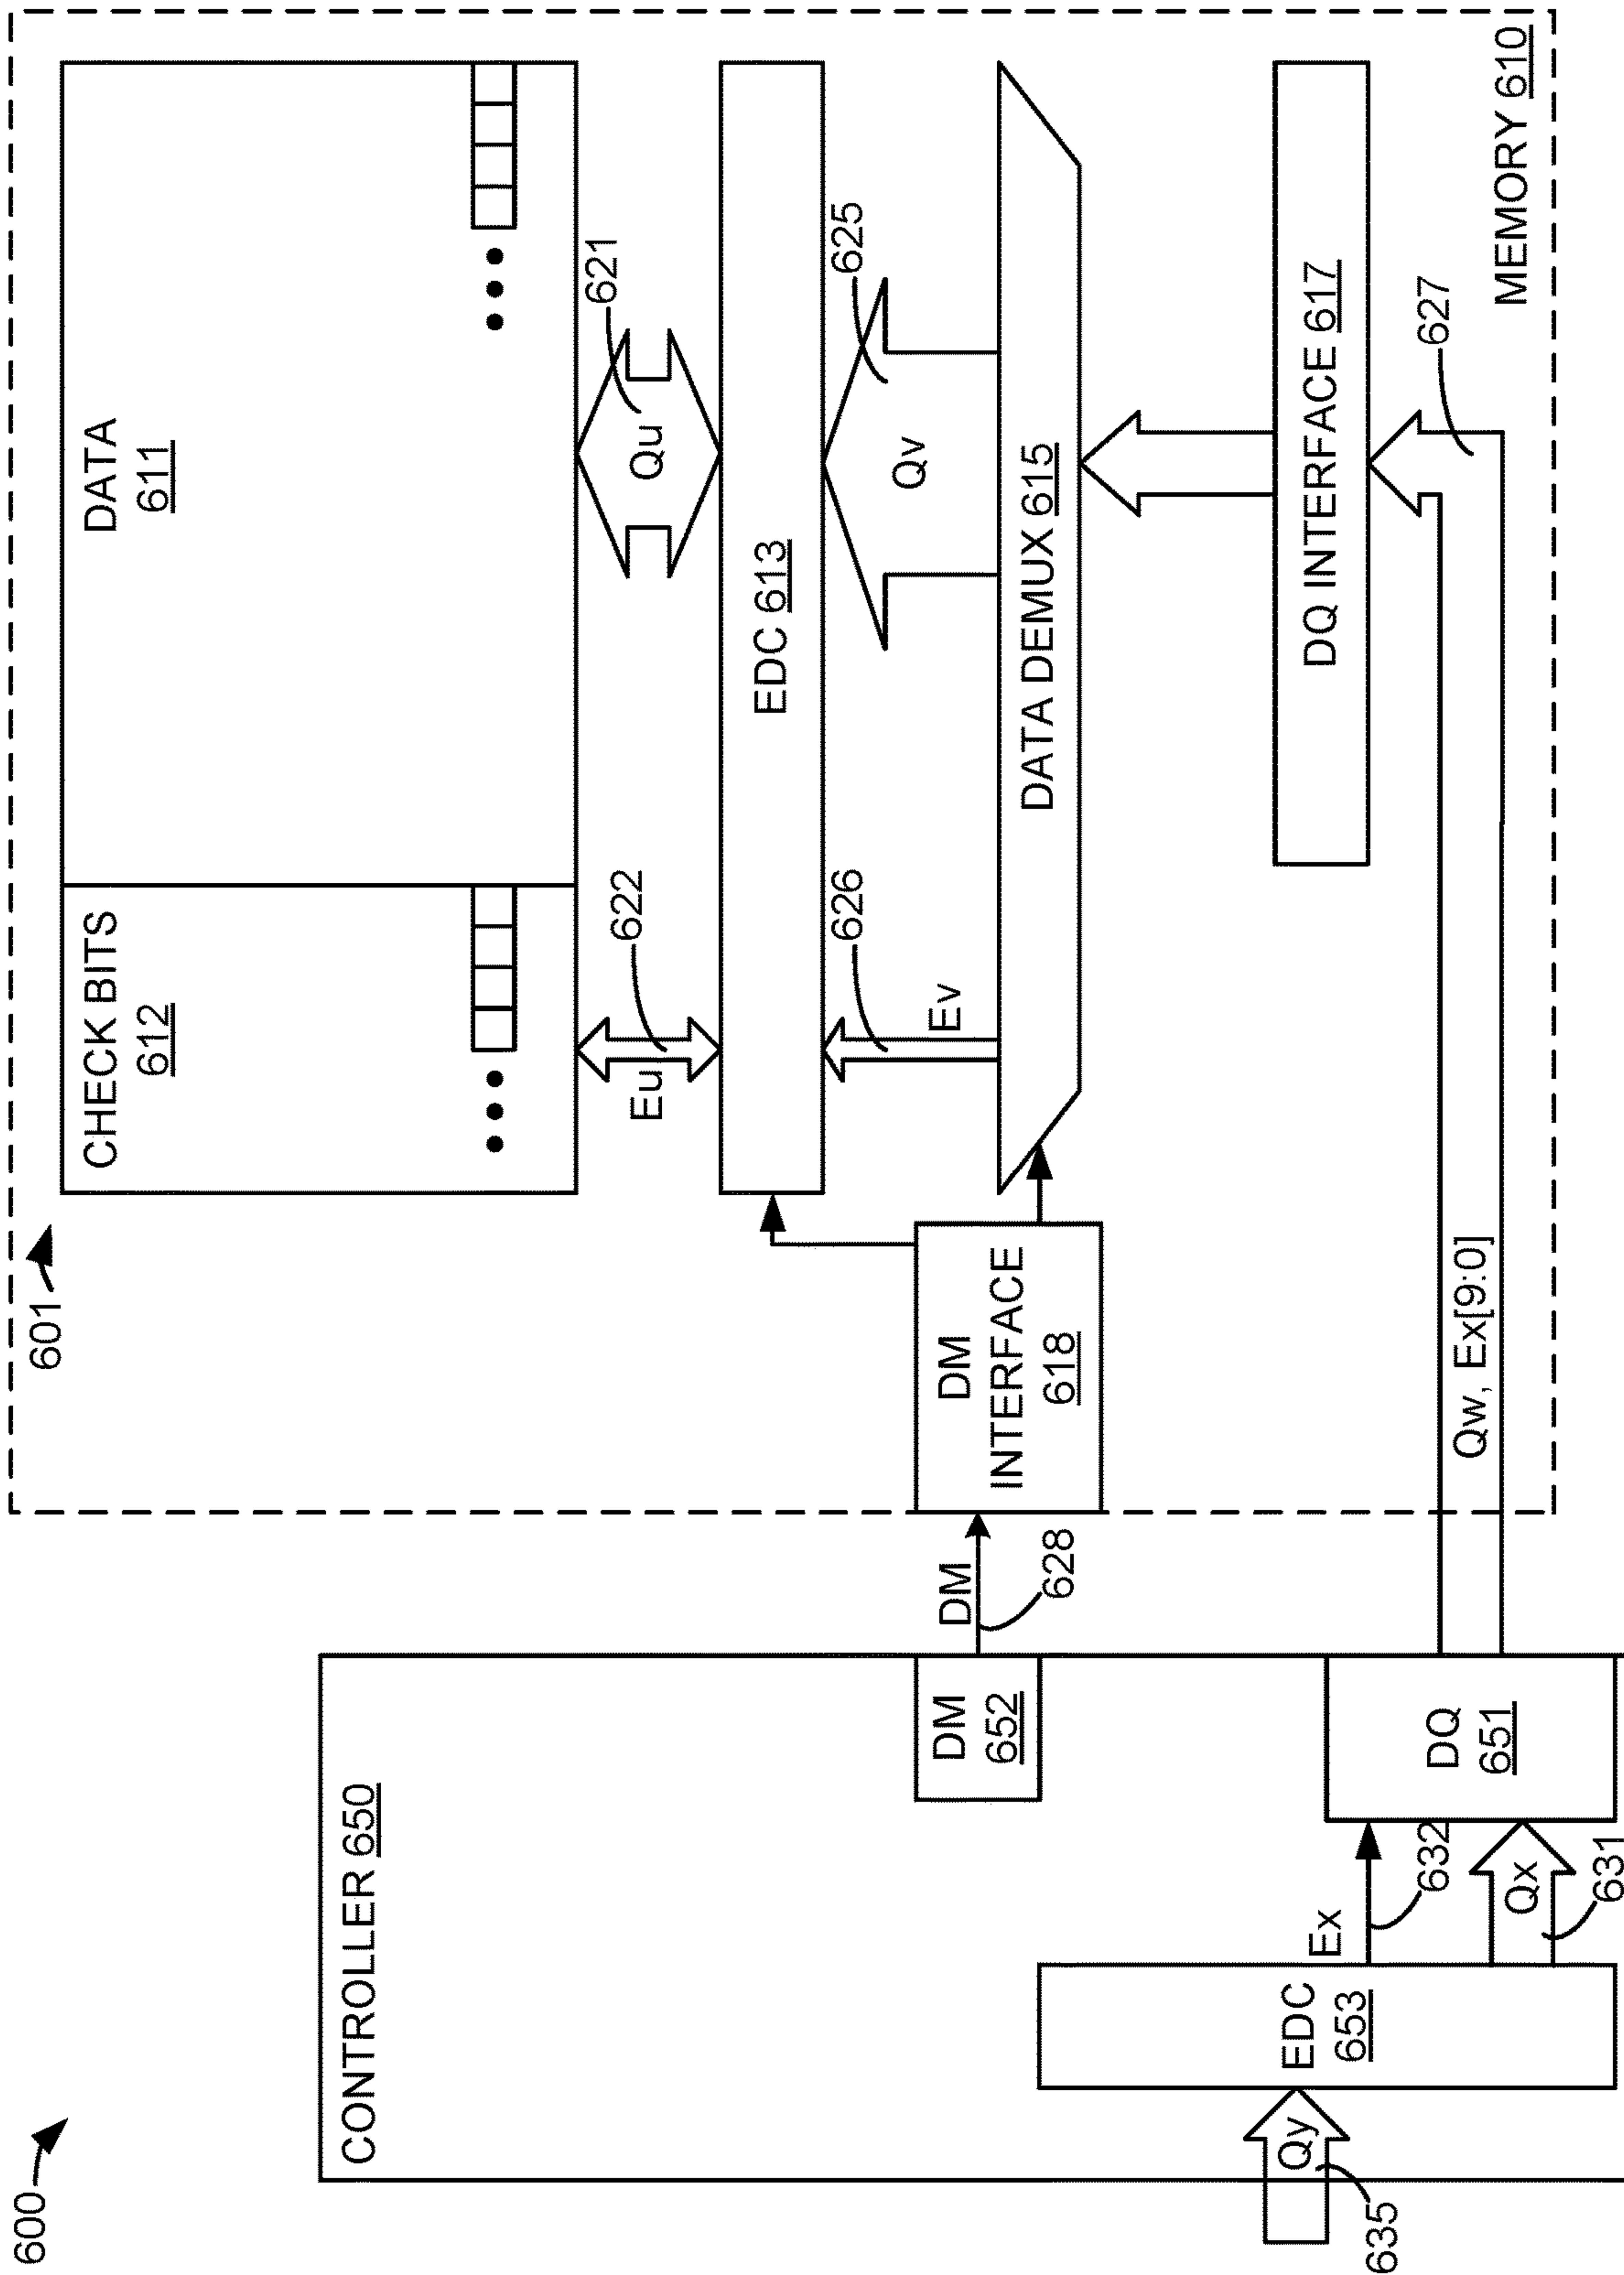 600
CONTROLLER 650
Qy
635
EDC
653
Ex
632
Qx
631
DM
652
DQ
651
DM
628
601
DM
INTERFACE
618
Qw, Ex[9:0]
CHECK BITS
612
DATA
611
Eu
622
Qu
621
EDC 613
Ev
626
Qv
625
DATA DEMUX 615
DQ INTERFACE 617
627
MEMORY 610